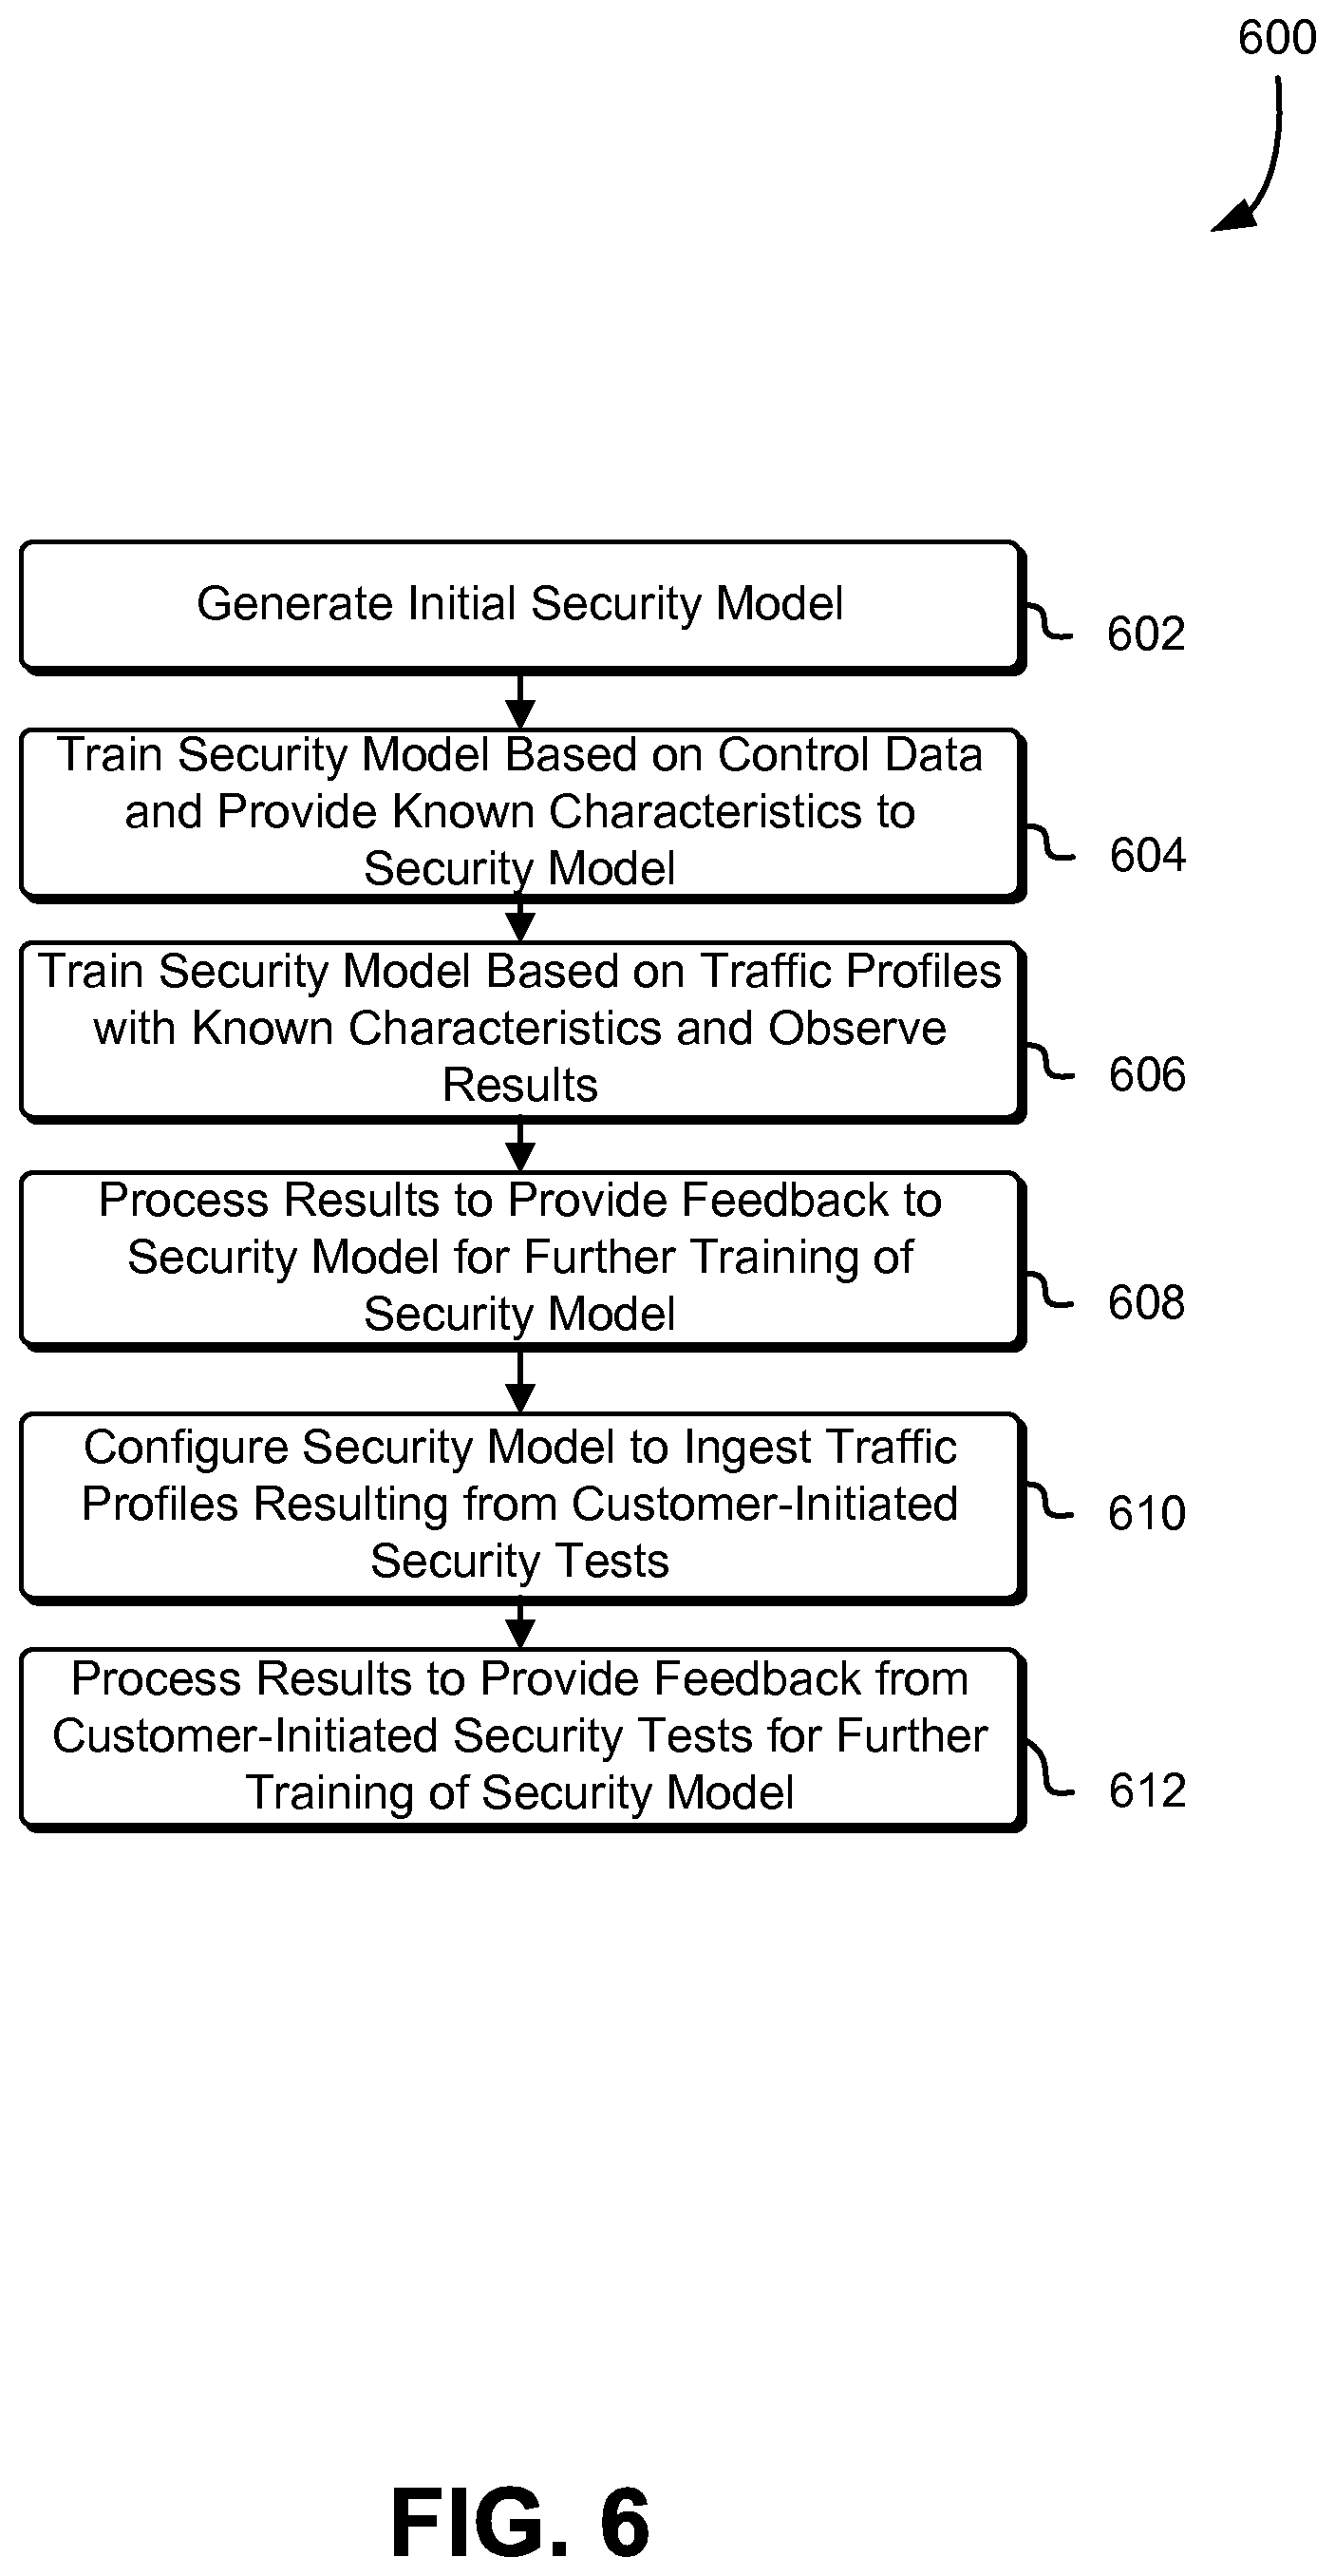 600
Generate Initial Security Model
602
Train Security Model Based on Control Data
and Provide Known Characteristics to
Security Model
604
Train Security Model Based on Traffic Profiles
with Known Characteristics and Observe
Results
606
Process Results to Provide Feedback to
Security Model for Further Training of
Security Model
608
Configure Security Model to Ingest Traffic
Profiles Resulting from Customer-Initiated
Security Tests
610
Process Results to Provide Feedback from
Customer-Initiated Security Tests for Further
Training of Security Model
612
FIG. 6